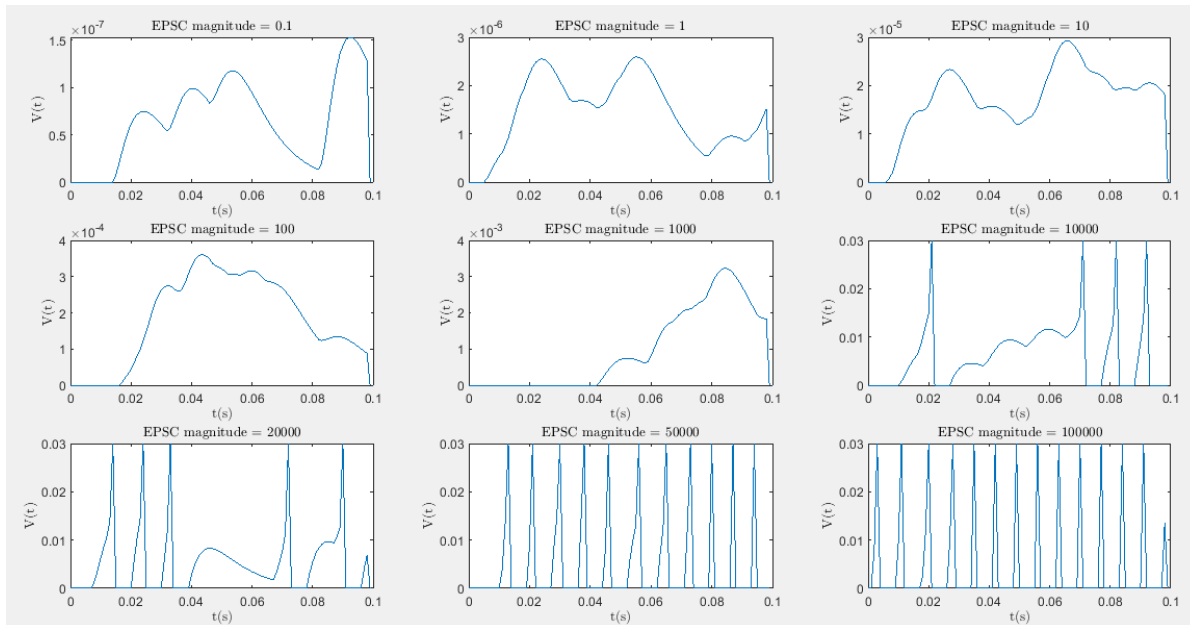 EPSC magnitude = 0.1
×10⁻⁷
1.5
1
0.5
0
V(t)
0 0.02 0.04 0.06 0.08 0.1
t(s)
EPSC magnitude = 1
×10⁻⁶
3
2
1
0
V(t)
0 0.02 0.04 0.06 0.08 0.1
t(s)
EPSC magnitude = 10
×10⁻⁵
3
2
1
0
V(t)
0 0.02 0.04 0.06 0.08 0.1
t(s)
EPSC magnitude = 100
×10⁻⁴
4
3
2
1
0
V(t)
0 0.02 0.04 0.06 0.08 0.1
t(s)
EPSC magnitude = 1000
×10⁻³
4
3
2
1
0
V(t)
0 0.02 0.04 0.06 0.08 0.1
t(s)
EPSC magnitude = 10000
0.03
0.02
0.01
0
V(t)
0 0.02 0.04 0.06 0.08 0.1
t(s)
EPSC magnitude = 20000
0.03
0.02
0.01
0
V(t)
0 0.02 0.04 0.06 0.08 0.1
t(s)
EPSC magnitude = 50000
0.03
0.02
0.01
0
V(t)
0 0.02 0.04 0.06 0.08 0.1
t(s)
EPSC magnitude = 100000
0.03
0.02
0.01
0
V(t)
0 0.02 0.04 0.06 0.08 0.1
t(s)